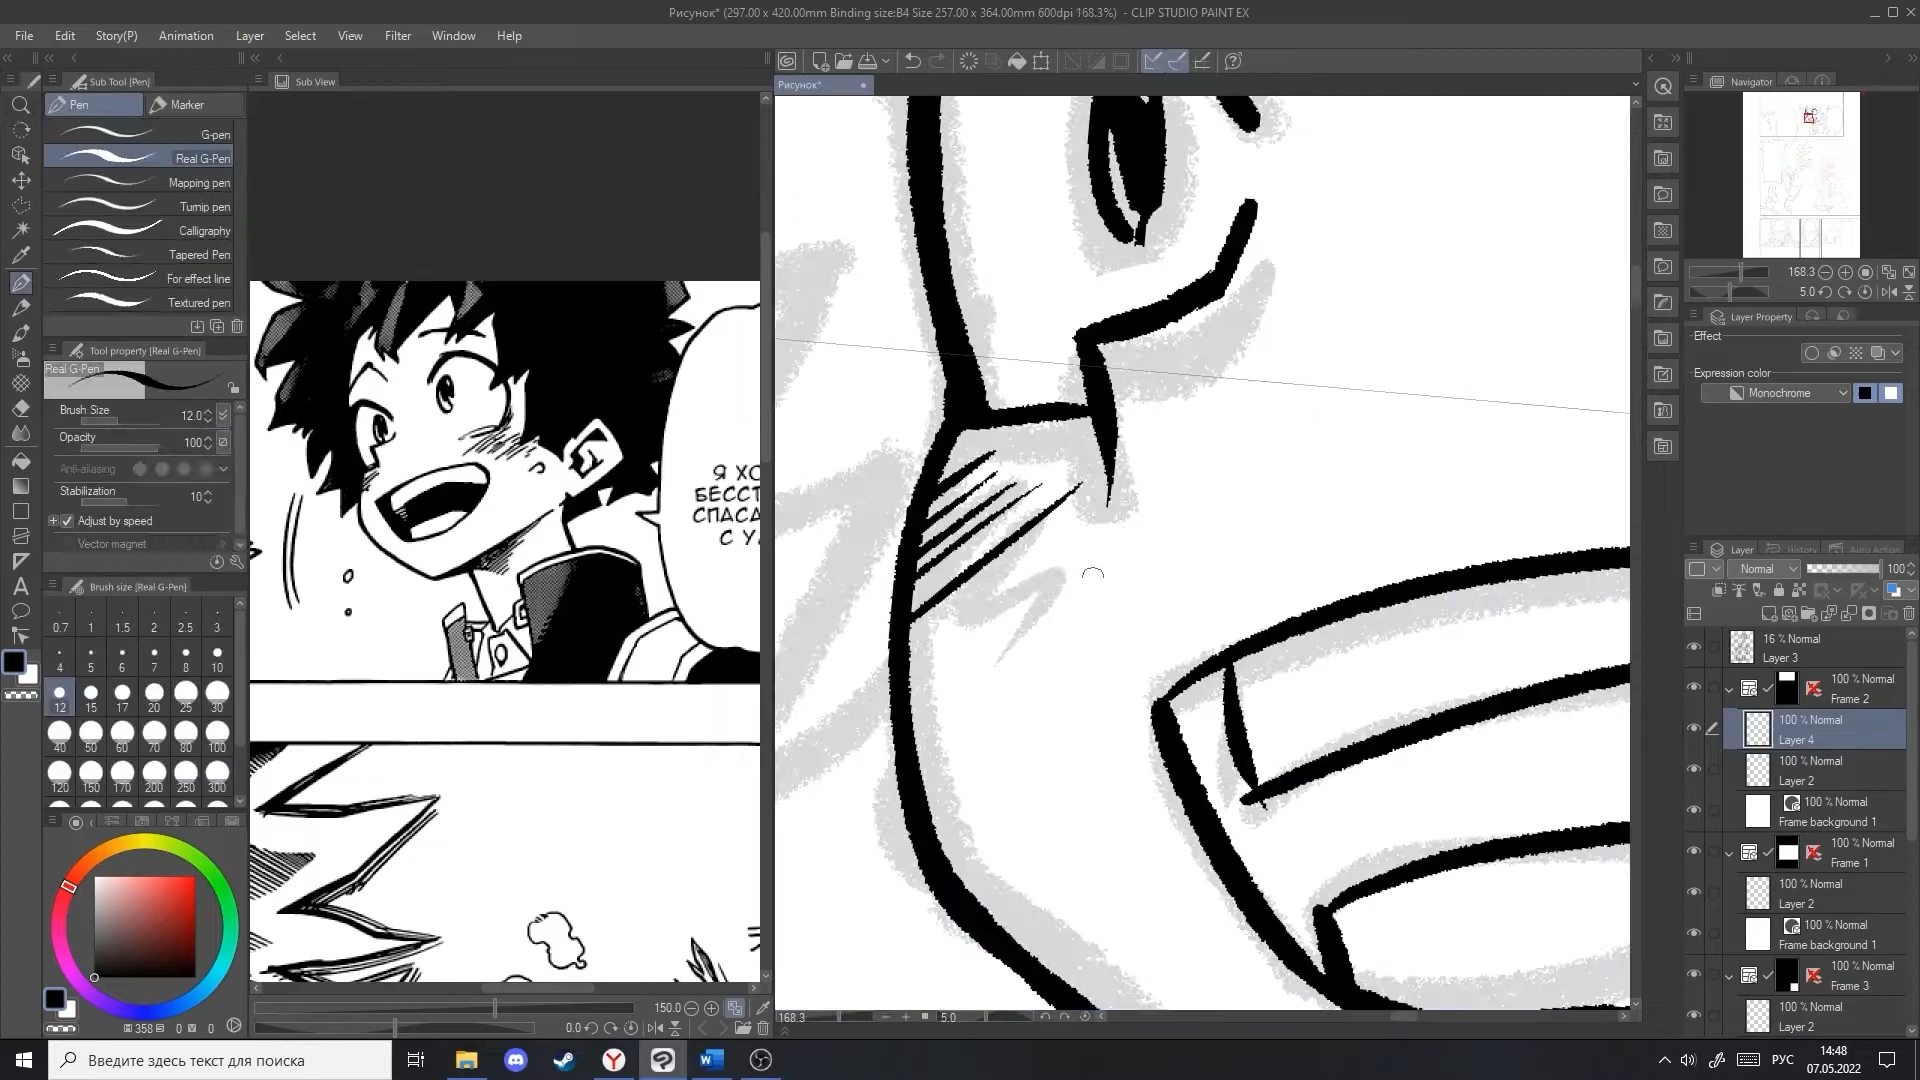 Рисунок* (297.00 x 420.00mm Binding size:B4 Size 257.00 x 364.00mm 600dpi 168.3%) - CLIP STUDIO PAINT EX
File Edit Story(P) Animation Layer Select View Filter Window Help
Sub Tool [Pen]
Pen Marker
G-pen
Real G-Pen
Mapping pen
Turnip pen
Calligraphy
Tapered Pen
For effect line
Textured pen
Tool property [Real G-Pen]
Real G-Pen
Brush Size 12.0
Opacity 100
Anti-aliasing
Stabilization 10
Adjust by speed
Vector magnet
Brush size [Real G-Pen]
0.7 1 1.5 2 2.5 3
4 5 6 7 8 10
12 15 17 20 25 30
40 50 60 70 80 100
120 150 170 200 250 300
358 0 0
Sub View
Я ХО
БЕССТ
СПАСА
С У
150.0
0.0
Рисунок*
168.3 5.0
Navigator
168.3
5.0
Layer Property
Effect
Expression color
Monochrome
Layer History Auto Action
Normal 100
16 % Normal
Layer 3
100 % Normal
Frame 2
100 % Normal
Layer 4
100 % Normal
Layer 2
100 % Normal
Frame background 1
100 % Normal
Frame 1
100 % Normal
Layer 2
100 % Normal
Frame background 1
100 % Normal
Frame 3
100 % Normal
Layer 2
Введите здесь текст для поиска
РУС
14:48
07.05.2022